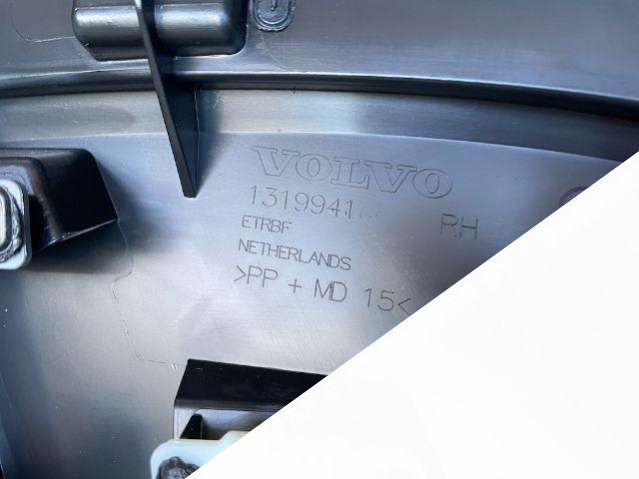 VOLVO
1319941 RH
ETRBF
NETHERLANDS
>PP + MD 15<